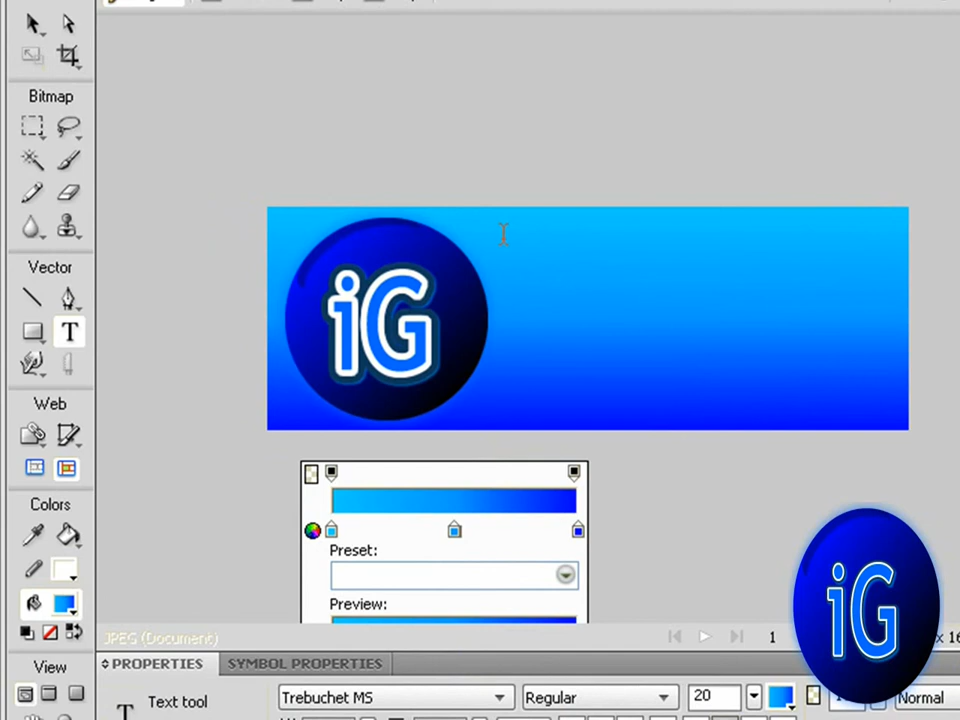 Bitmap
Vector
T
Web
Colors
View
iG
Preset:
Preview:
JPEG (Document)
1
x 16
PROPERTIES
SYMBOL PROPERTIES
T
Text tool
Trebuchet MS
Regular
20
Normal
iG